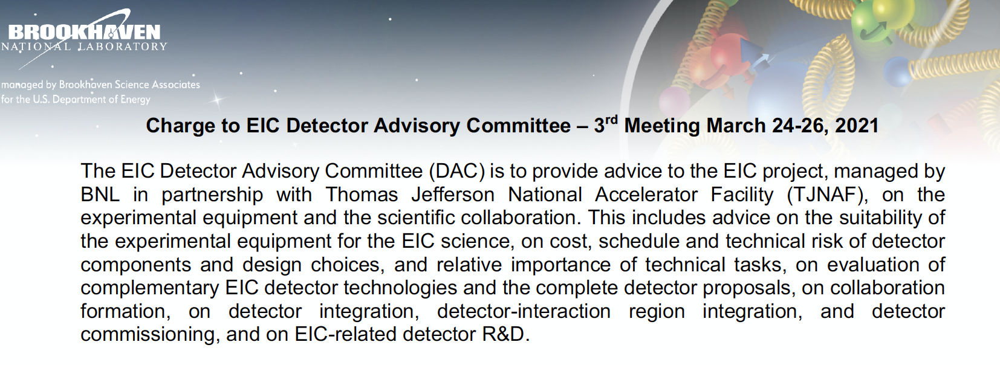 BROOKHAVEN
NATIONAL LABORATORY
managed by Brookhaven Science Associates
for the U.S. Department of Energy
Charge to EIC Detector Advisory Committee – 3rd Meeting March 24-26, 2021
The EIC Detector Advisory Committee (DAC) is to provide advice to the EIC project, managed by
BNL in partnership with Thomas Jefferson National Accelerator Facility (TJNAF), on the
experimental equipment and the scientific collaboration. This includes advice on the suitability of
the experimental equipment for the EIC science, on cost, schedule and technical risk of detector
components and design choices, and relative importance of technical tasks, on evaluation of
complementary EIC detector technologies and the complete detector proposals, on collaboration
formation, on detector integration, detector-interaction region integration, and detector
commissioning, and on EIC-related detector R&D.